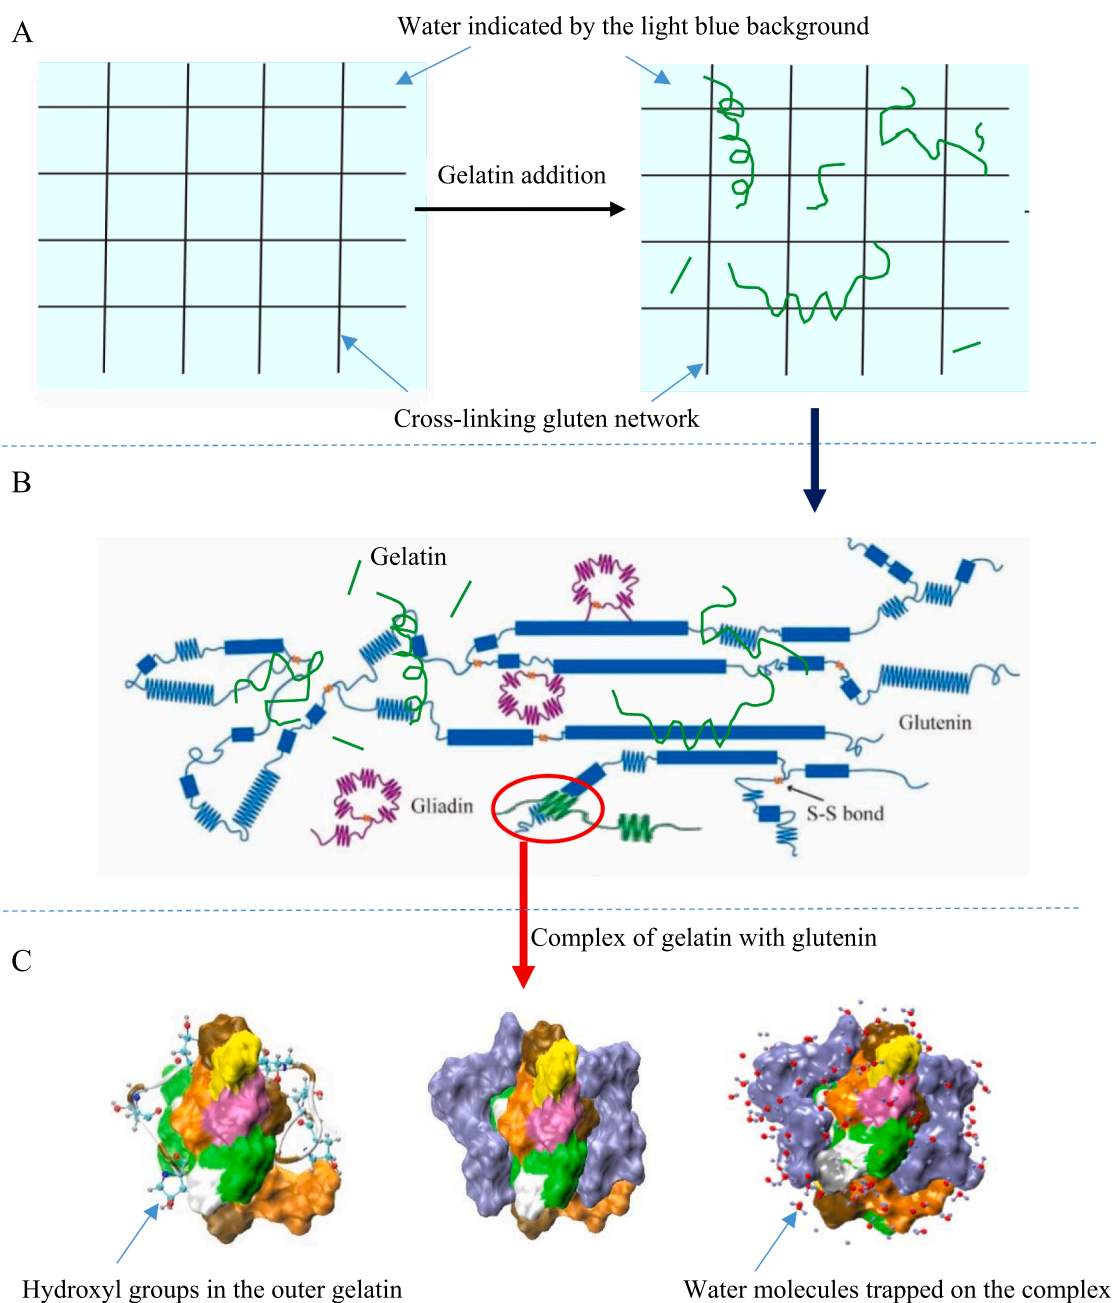 A
Water indicated by the light blue background
Gelatin addition
Cross-linking gluten network
B
Gelatin
Glutenin
Gliadin
S-S bond
Complex of gelatin with glutenin
C
Hydroxyl groups in the outer gelatin
Water molecules trapped on the complex